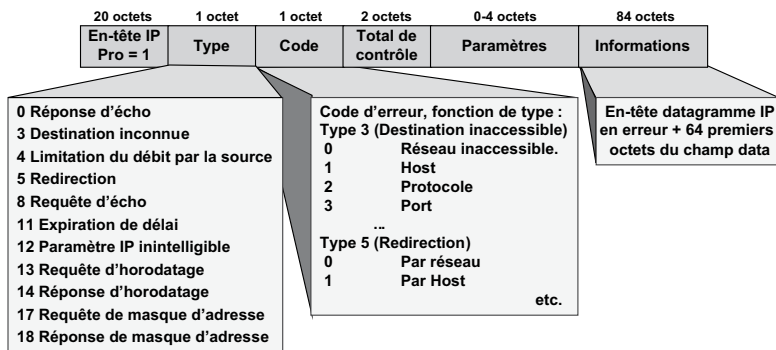 20 octets 1 octet 1 octet 2 octets 0-4 octets 84 octets
En-tête IP
Pro = 1
Type
Code
Total de
contrôle
Paramètres
Informations
0 Réponse d'écho
3 Destination inconnue
4 Limitation du débit par la source
5 Redirection
8 Requête d'écho
11 Expiration de délai
12 Paramètre IP inintelligible
13 Requête d'horodatage
14 Réponse d'horodatage
17 Requête de masque d'adresse
18 Réponse de masque d'adresse
Code d'erreur, fonction de type :
Type 3 (Destination inaccessible)
0 Réseau inaccessible.
1 Host
2 Protocole
3 Port
...
Type 5 (Redirection)
0 Par réseau
1 Par Host
etc.
En-tête datagramme IP
en erreur + 64 premiers
octets du champ data